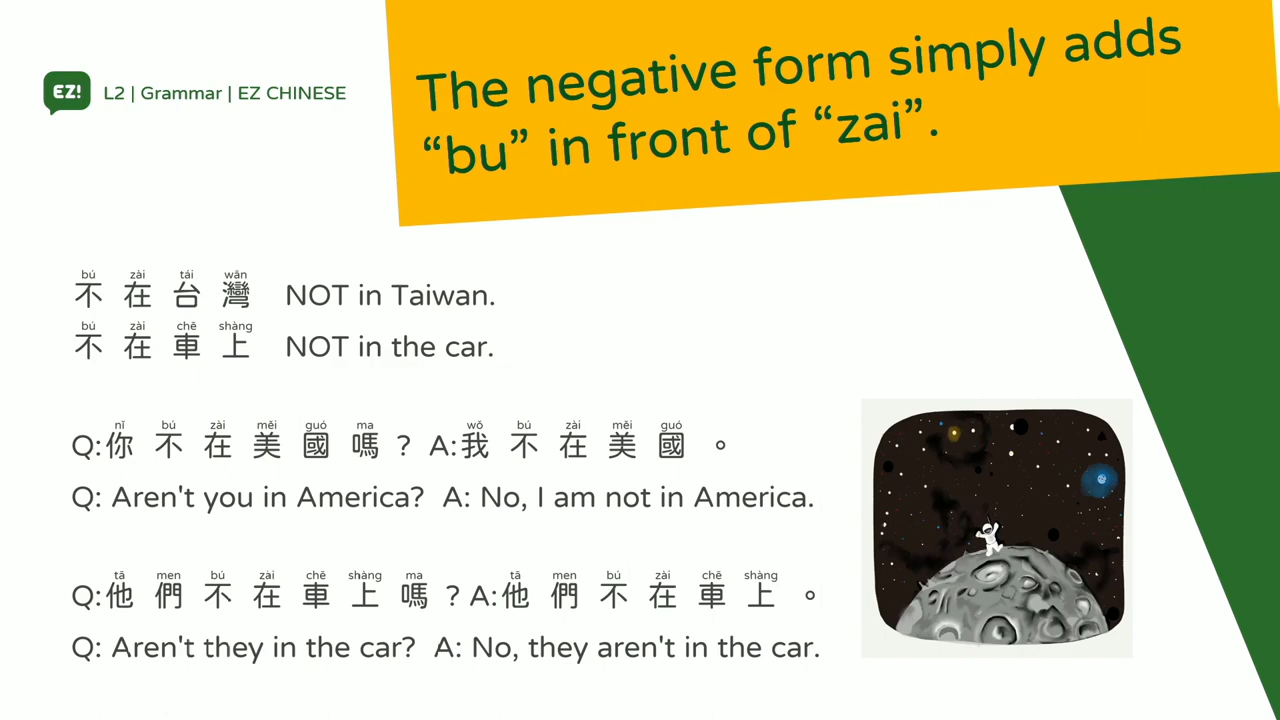 EZ! L2 | Grammar | EZ CHINESE
The negative form simply adds
“bu” in front of “zai”.
bú zài tái wān
不 在 台 灣 NOT in Taiwan.
bú zài chē shàng
不 在 車 上 NOT in the car.
nǐ bú zài měi guó ma wǒ bú zài měi guó
Q:你 不 在 美 國 嗎 ? A:我 不 在 美 國 。
Q: Aren't you in America? A: No, I am not in America.
tā men bú zài chē shàng ma tā men bú zài chē shàng
Q:他 們 不 在 車 上 嗎 ? A:他 們 不 在 車 上 。
Q: Aren't they in the car? A: No, they aren't in the car.